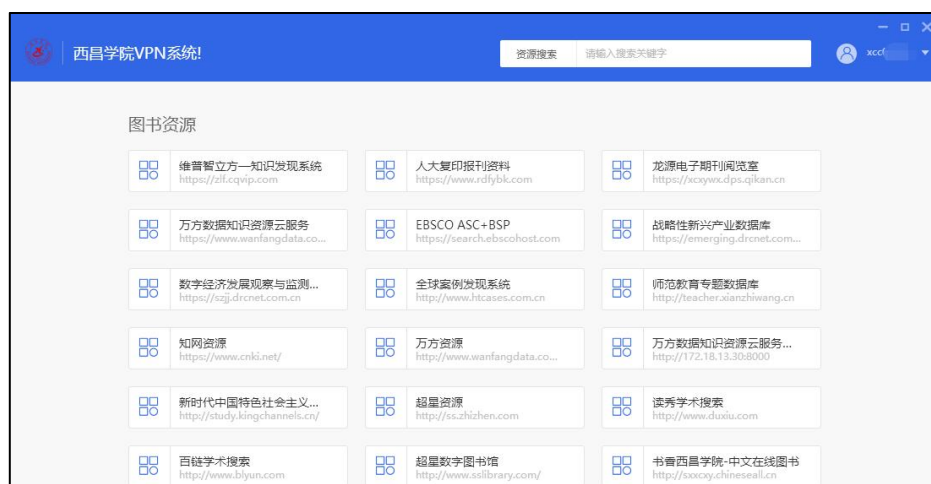 西昌学院VPN系统!
资源搜索 请输入搜索关键字
xccf
图书资源
维普智立方—知识发现系统 人大复印报刊资料 龙源电子期刊阅览室
https://zlf.cqvip.com https://www.rdfybk.com https://xcxywx.dps.qikan.cn
万方数据知识资源云服务 EBSCO ASC+BSP 战略性新兴产业数据库
https://www.wanfangdata.co... https://search.ebscohost.com https://emerging.drcnet.com...
数字经济发展观察与监测... 全球案例发现系统 师范教育专题数据库
https://szjj.drcnet.com.cn http://www.htcases.com.cn http://teacher.xianzhiwang.cn
知网资源 万方资源 万方数据知识资源云服务...
https://www.cnki.net/ http://www.wanfangdata.co... http://172.18.13.30:8000
新时代中国特色社会主义... 超星资源 读秀学术搜索
http://study.kingchannels.cn/ http://ss.zhizhen.com http://www.duxiu.com
百链学术搜索 超星数字图书馆 书香西昌学院-中文在线图书
http://www.blyun.com http://www.sslibrary.com/ http://sxxcxy.chineseall.cn